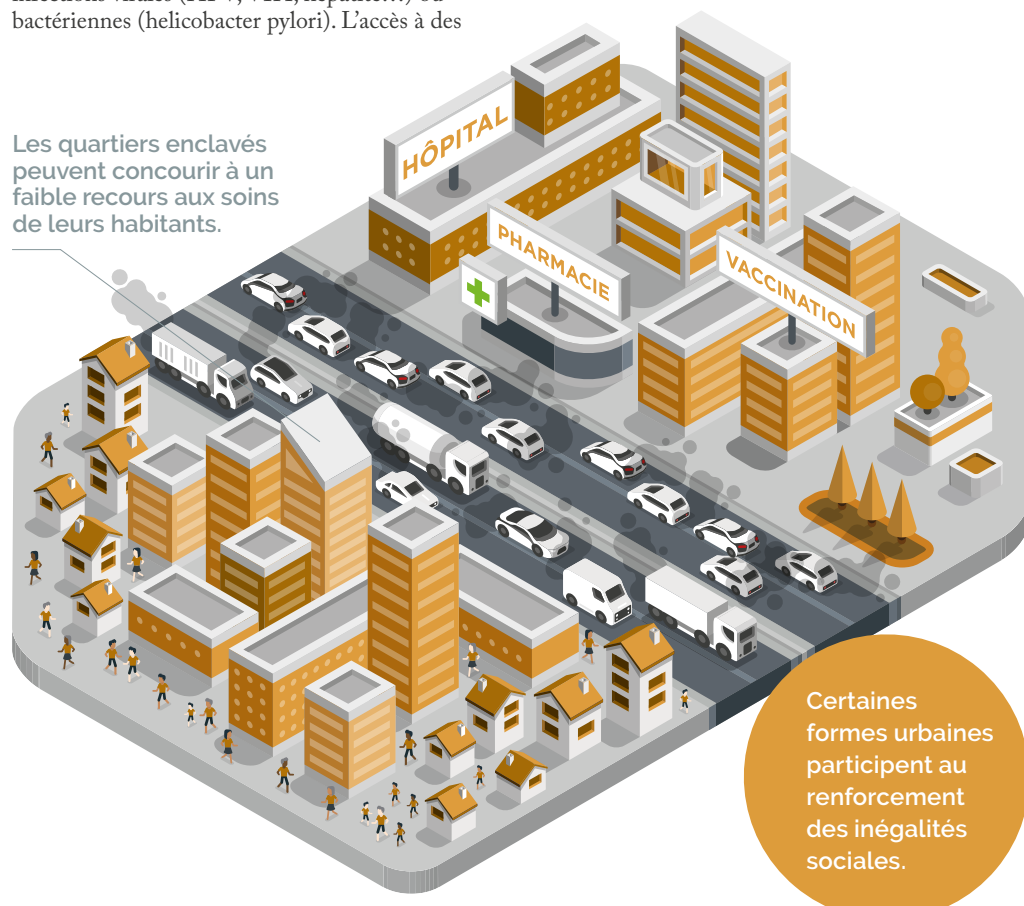 bactériennes (helicobacter pylori). L’accès à des
Les quartiers enclavés
peuvent concourir à un
faible recours aux soins
de leurs habitants.
HÔPITAL
PHARMACIE
VACCINATION
Certaines
formes urbaines
participent au
renforcement
des inégalités
sociales.